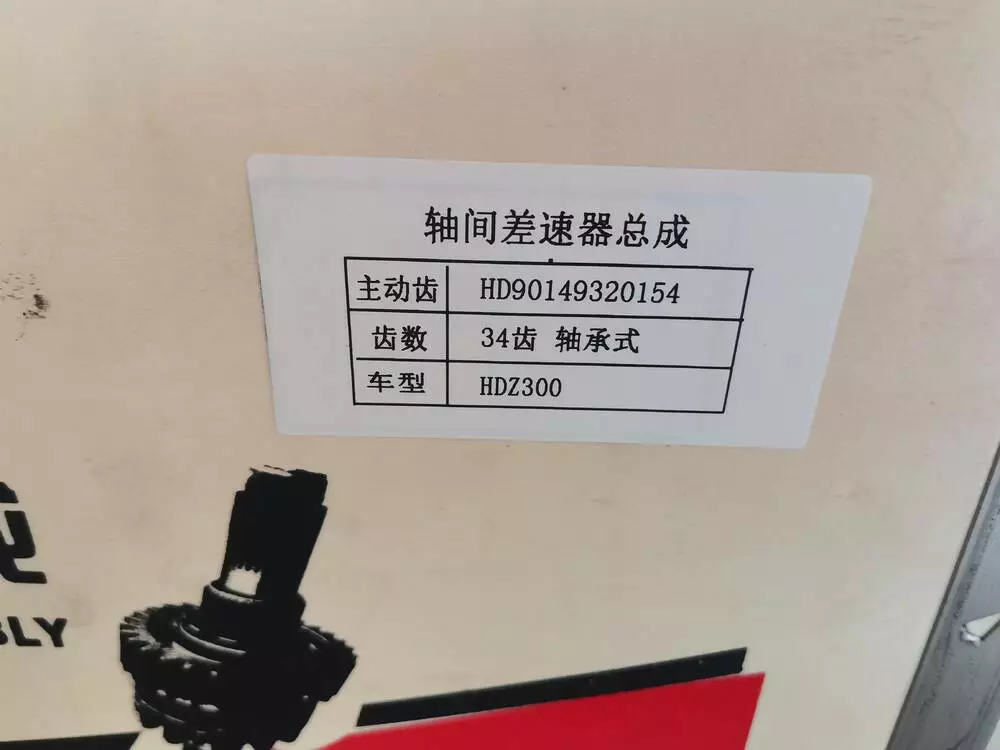 轴间差速器总成
主动齿 HD90149320154
齿数 34齿 轴承式
车型 HDZ300
BLY